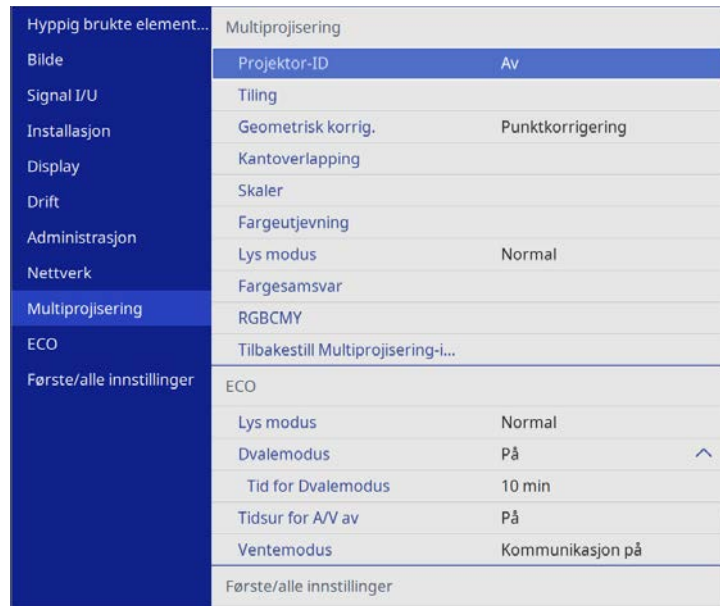 Hyppig brukte element...
Bilde
Signal I/U
Installasjon
Display
Drift
Administrasjon
Nettverk
Multiprojisering
ECO
Første/alle innstillinger
Multiprojisering
Projektor-ID Av
Tiling
Geometrisk korrig. Punktkorrigering
Kantoverlapping
Skaler
Fargeutjevning
Lys modus Normal
Fargesamsvar
RGBCMY
Tilbakestill Multiprojisering-i...
ECO
Lys modus Normal
Dvalemodus På
Tid for Dvalemodus 10 min
Tidsur for A/V av På
Ventemodus Kommunikasjon på
Første/alle innstillinger